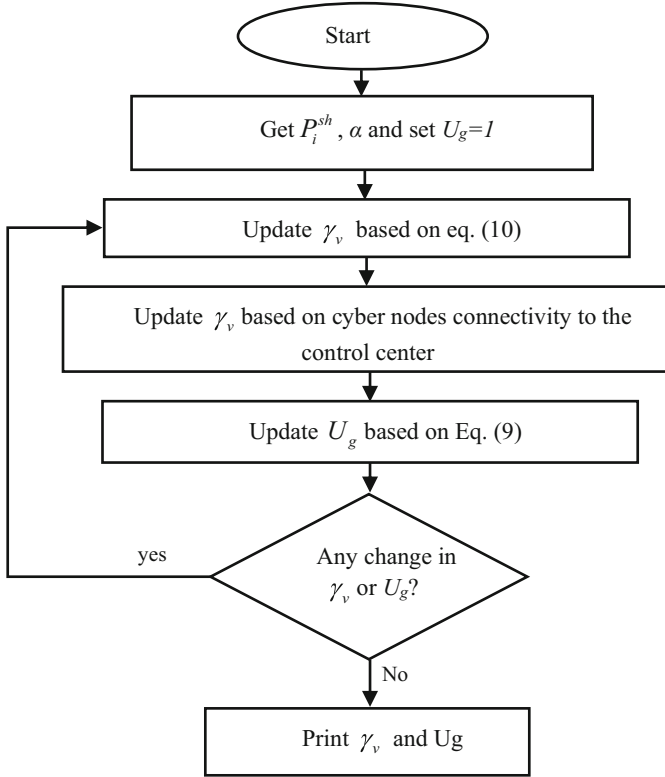 Start
Get P_i^{sh}, α and set U_g=1
Update γ_v based on eq. (10)
Update γ_v based on cyber nodes connectivity to the
control center
Update U_g based on Eq. (9)
yes
Any change in
γ_v or U_g?
No
Print γ_v and Ug